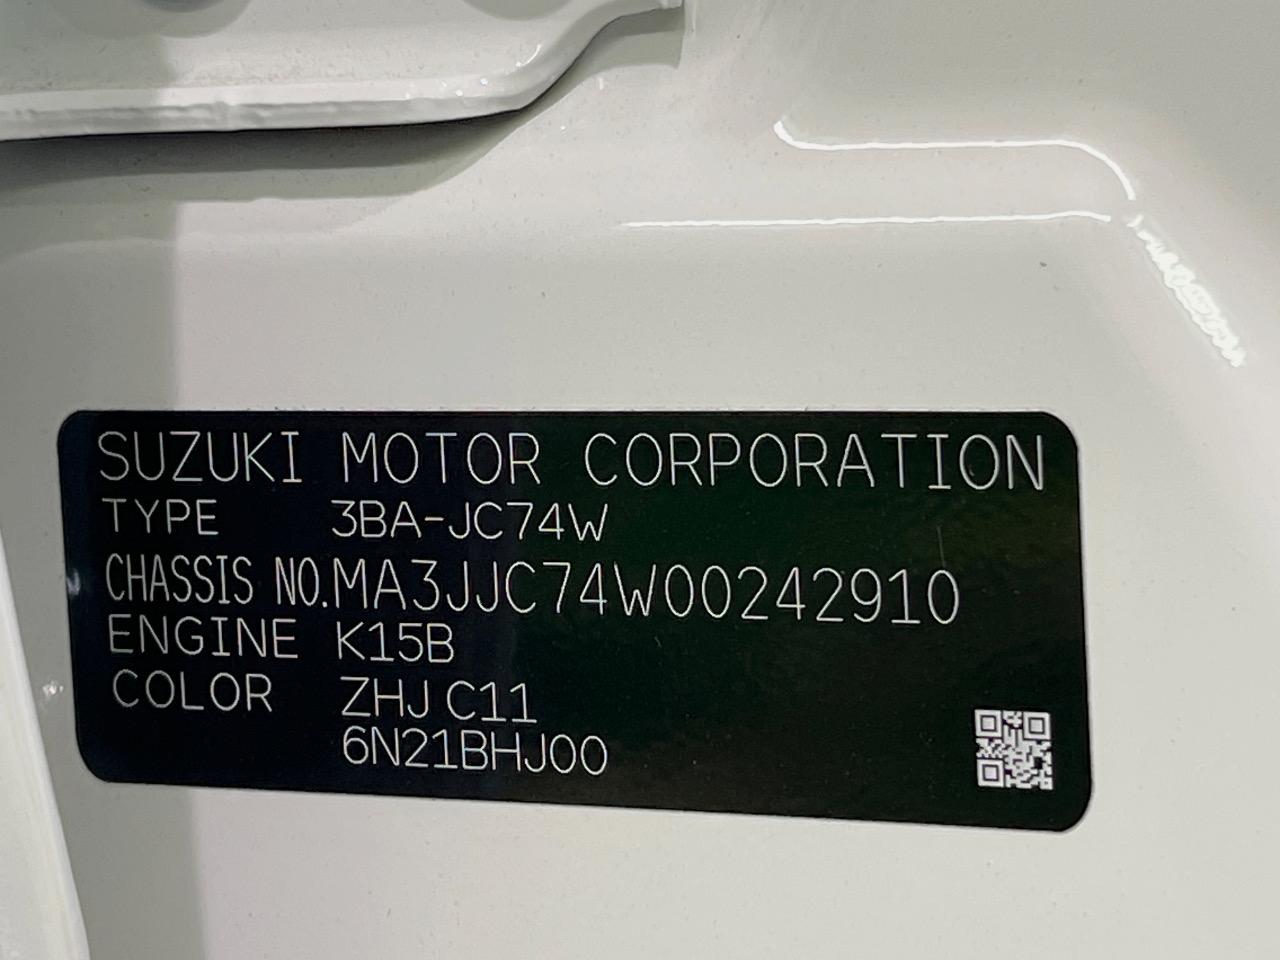 SUZUKI MOTOR CORPORATION
TYPE 3BA-JC74W
CHASSIS NO.MA3JJC74W00242910
ENGINE K15B
COLOR ZHJ C11
6N21BHJ00